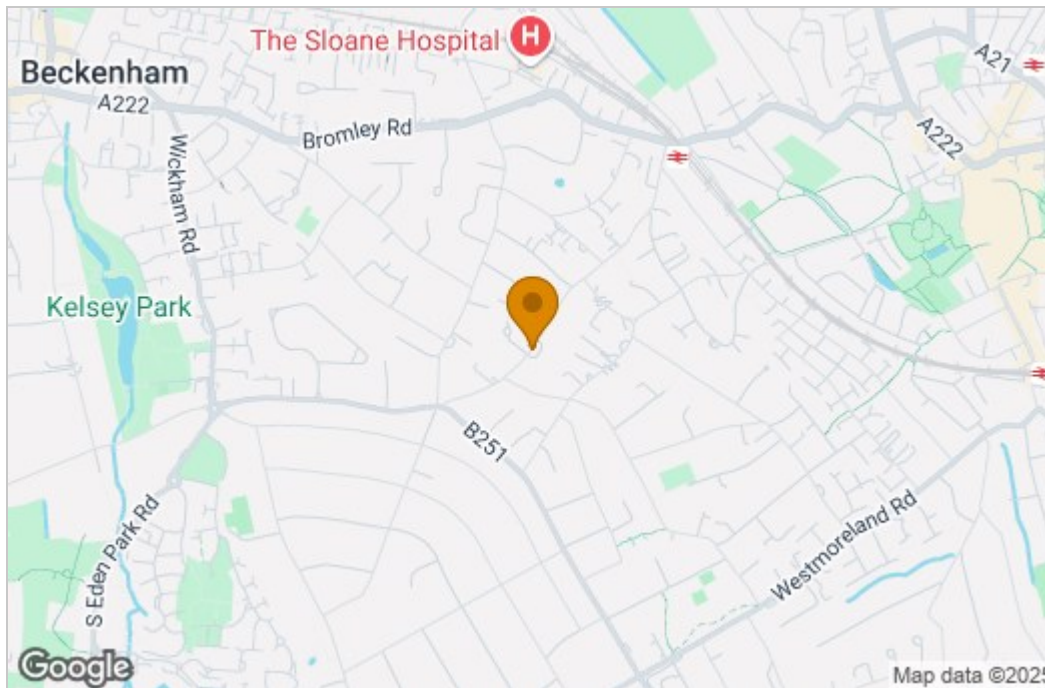 The Sloane Hospital
H
A21
Beckenham
A222
A222
Bromley Rd
Wickham Rd
Kelsey Park
B251
S Eden Park Rd
Westmoreland Rd
Google
Map data ©2025